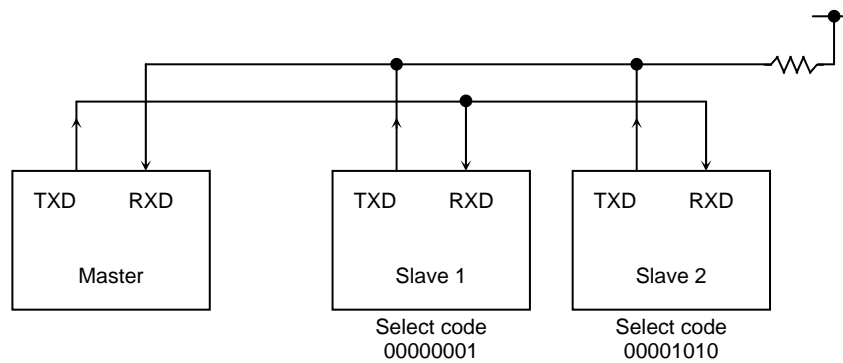 TXD RXD
TXD RXD
TXD RXD
Master
Slave 1
Slave 2
Select code
00000001
Select code
00001010